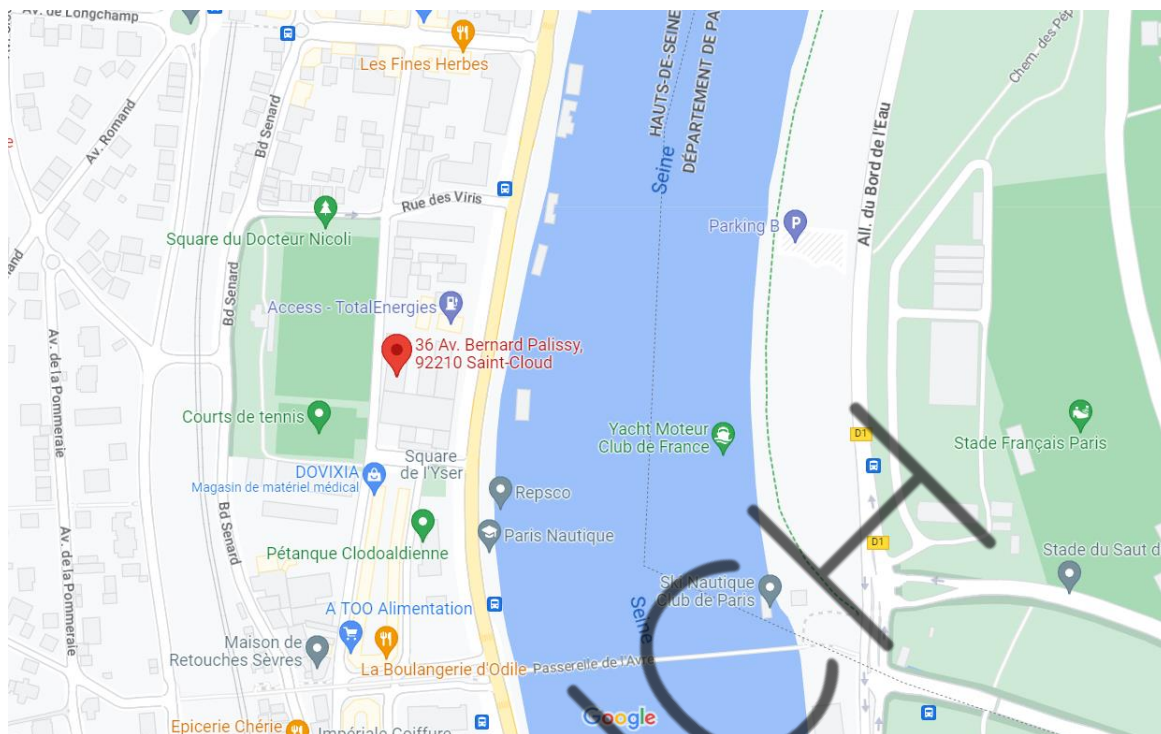 Av. de Longchamp
Les Fines Herbes
Av. Romand
Bd Senard
HAUTS-DE-SEINE
DÉPARTEMENT DE PA
Seine
Chem. des Pép
All. du Bord de l'Eau
Rue des Viris
Square du Docteur Nicoli
Parking B
Bd Senard
Access - TotalEnergies
36 Av. Bernard Palissy,
92210 Saint-Cloud
Av. de la Pommeraie
Courts de tennis
Yacht Moteur
Club de France
D1
Stade Français Paris
Square
de l'Yser
DOVIXIA
Magasin de matériel médical
Repsco
Bd Senard
Av. de la Pommeraie
Paris Nautique
Pétanque Clodoaldienne
D1
Stade du Saut d
Ski Nautique
Club de Paris
Seine
A TOO Alimentation
Maison de
Retouches Sèvres
La Boulangerie d'Odile
Passerelle de l'Avre
Google
Epicerie Chérie
Impériale Coiffure